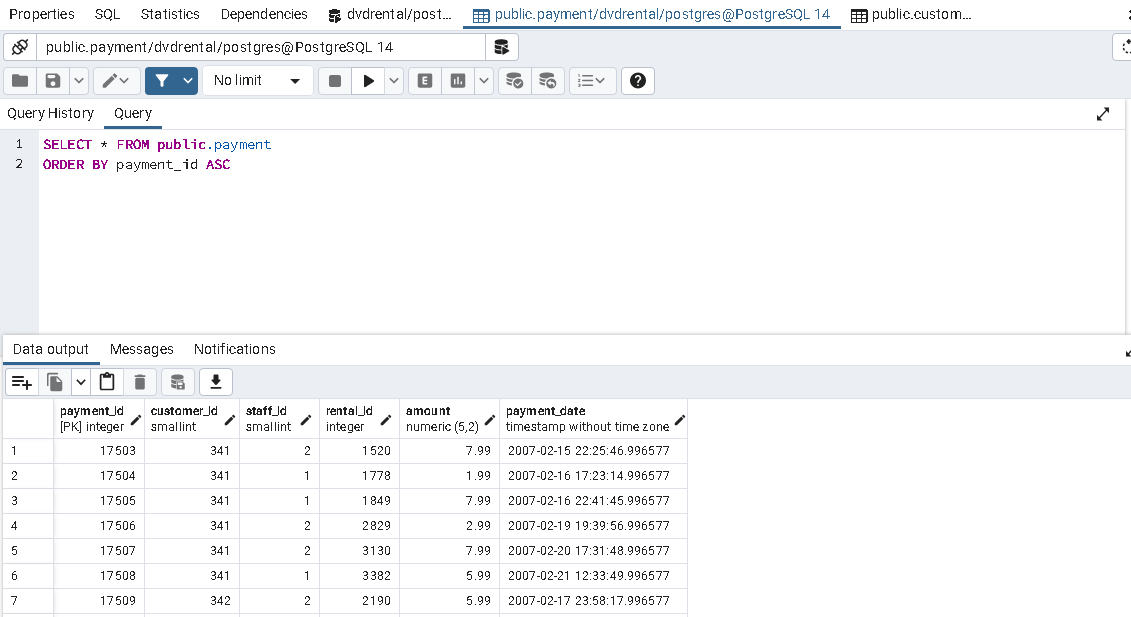 Properties SQL Statistics Dependencies dvdrental/post... public.payment/dvdrental/postgres@PostgreSQL 14 public.custom...
public.payment/dvdrental/postgres@PostgreSQL 14
No limit E
Query History Query
1 SELECT * FROM public.payment
2 ORDER BY payment_id ASC
Data output Messages Notifications
payment_id customer_id staff_id rental_id amount payment_date
[PK] integer smallint smallint integer numeric (5,2) timestamp without time zone
1 17503 341 2 1520 7.99 2007-02-15 22:25:46.996577
2 17504 341 1 1778 1.99 2007-02-16 17:23:14.996577
3 17505 341 1 1849 7.99 2007-02-16 22:41:45.996577
4 17506 341 2 2829 2.99 2007-02-19 19:39:56.996577
5 17507 341 2 3130 7.99 2007-02-20 17:31:48.996577
6 17508 341 1 3382 5.99 2007-02-21 12:33:49.996577
7 17509 342 2 2190 5.99 2007-02-17 23:58:17.996577